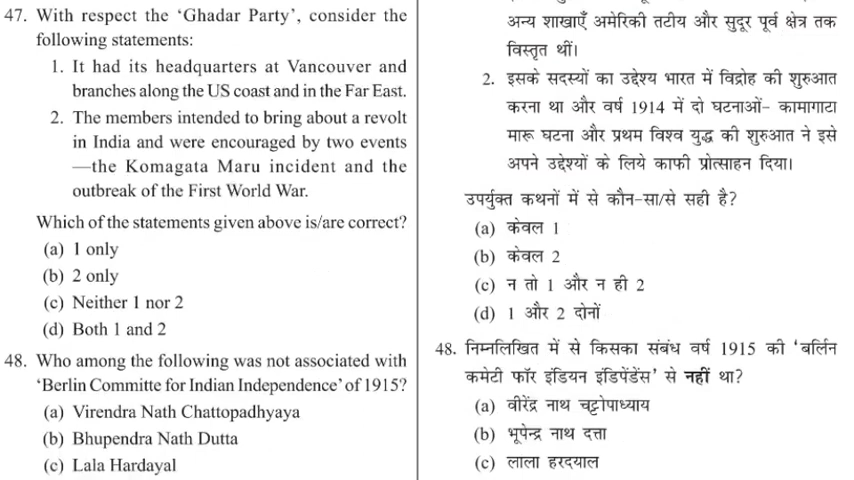 47. With respect the ‘Ghadar Party’, consider the
following statements:
1. It had its headquarters at Vancouver and
branches along the US coast and in the Far East.
2. The members intended to bring about a revolt
in India and were encouraged by two events
—the Komagata Maru incident and the
outbreak of the First World War.
Which of the statements given above is/are correct?
(a) 1 only
(b) 2 only
(c) Neither 1 nor 2
(d) Both 1 and 2
48. Who among the following was not associated with
‘Berlin Committe for Indian Independence’ of 1915?
(a) Virendra Nath Chattopadhyaya
(b) Bhupendra Nath Dutta
(c) Lala Hardayal
अन्य शाखाएँ अमेरिकी तटीय और सुदूर पूर्व क्षेत्र तक
विस्तृत थीं।
2. इसके सदस्यों का उद्देश्य भारत में विद्रोह की शुरुआत
करना था और वर्ष 1914 में दो घटनाओं- कामागाटा
मारू घटना और प्रथम विश्व युद्ध की शुरुआत ने इसे
अपने उद्देश्यों के लिये काफी प्रोत्साहन दिया।
उपर्युक्त कथनों में से कौन-सा/से सही है?
(a) केवल 1
(b) केवल 2
(c) न तो 1 और न ही 2
(d) 1 और 2 दोनों
48. निम्नलिखित में से किसका संबंध वर्ष 1915 की ‘बर्लिन
कमेटी फॉर इंडियन इंडिपेंडेंस’ से नहीं था?
(a) वीरेंद्र नाथ चट्टोपाध्याय
(b) भूपेन्द्र नाथ दत्ता
(c) लाला हरदयाल